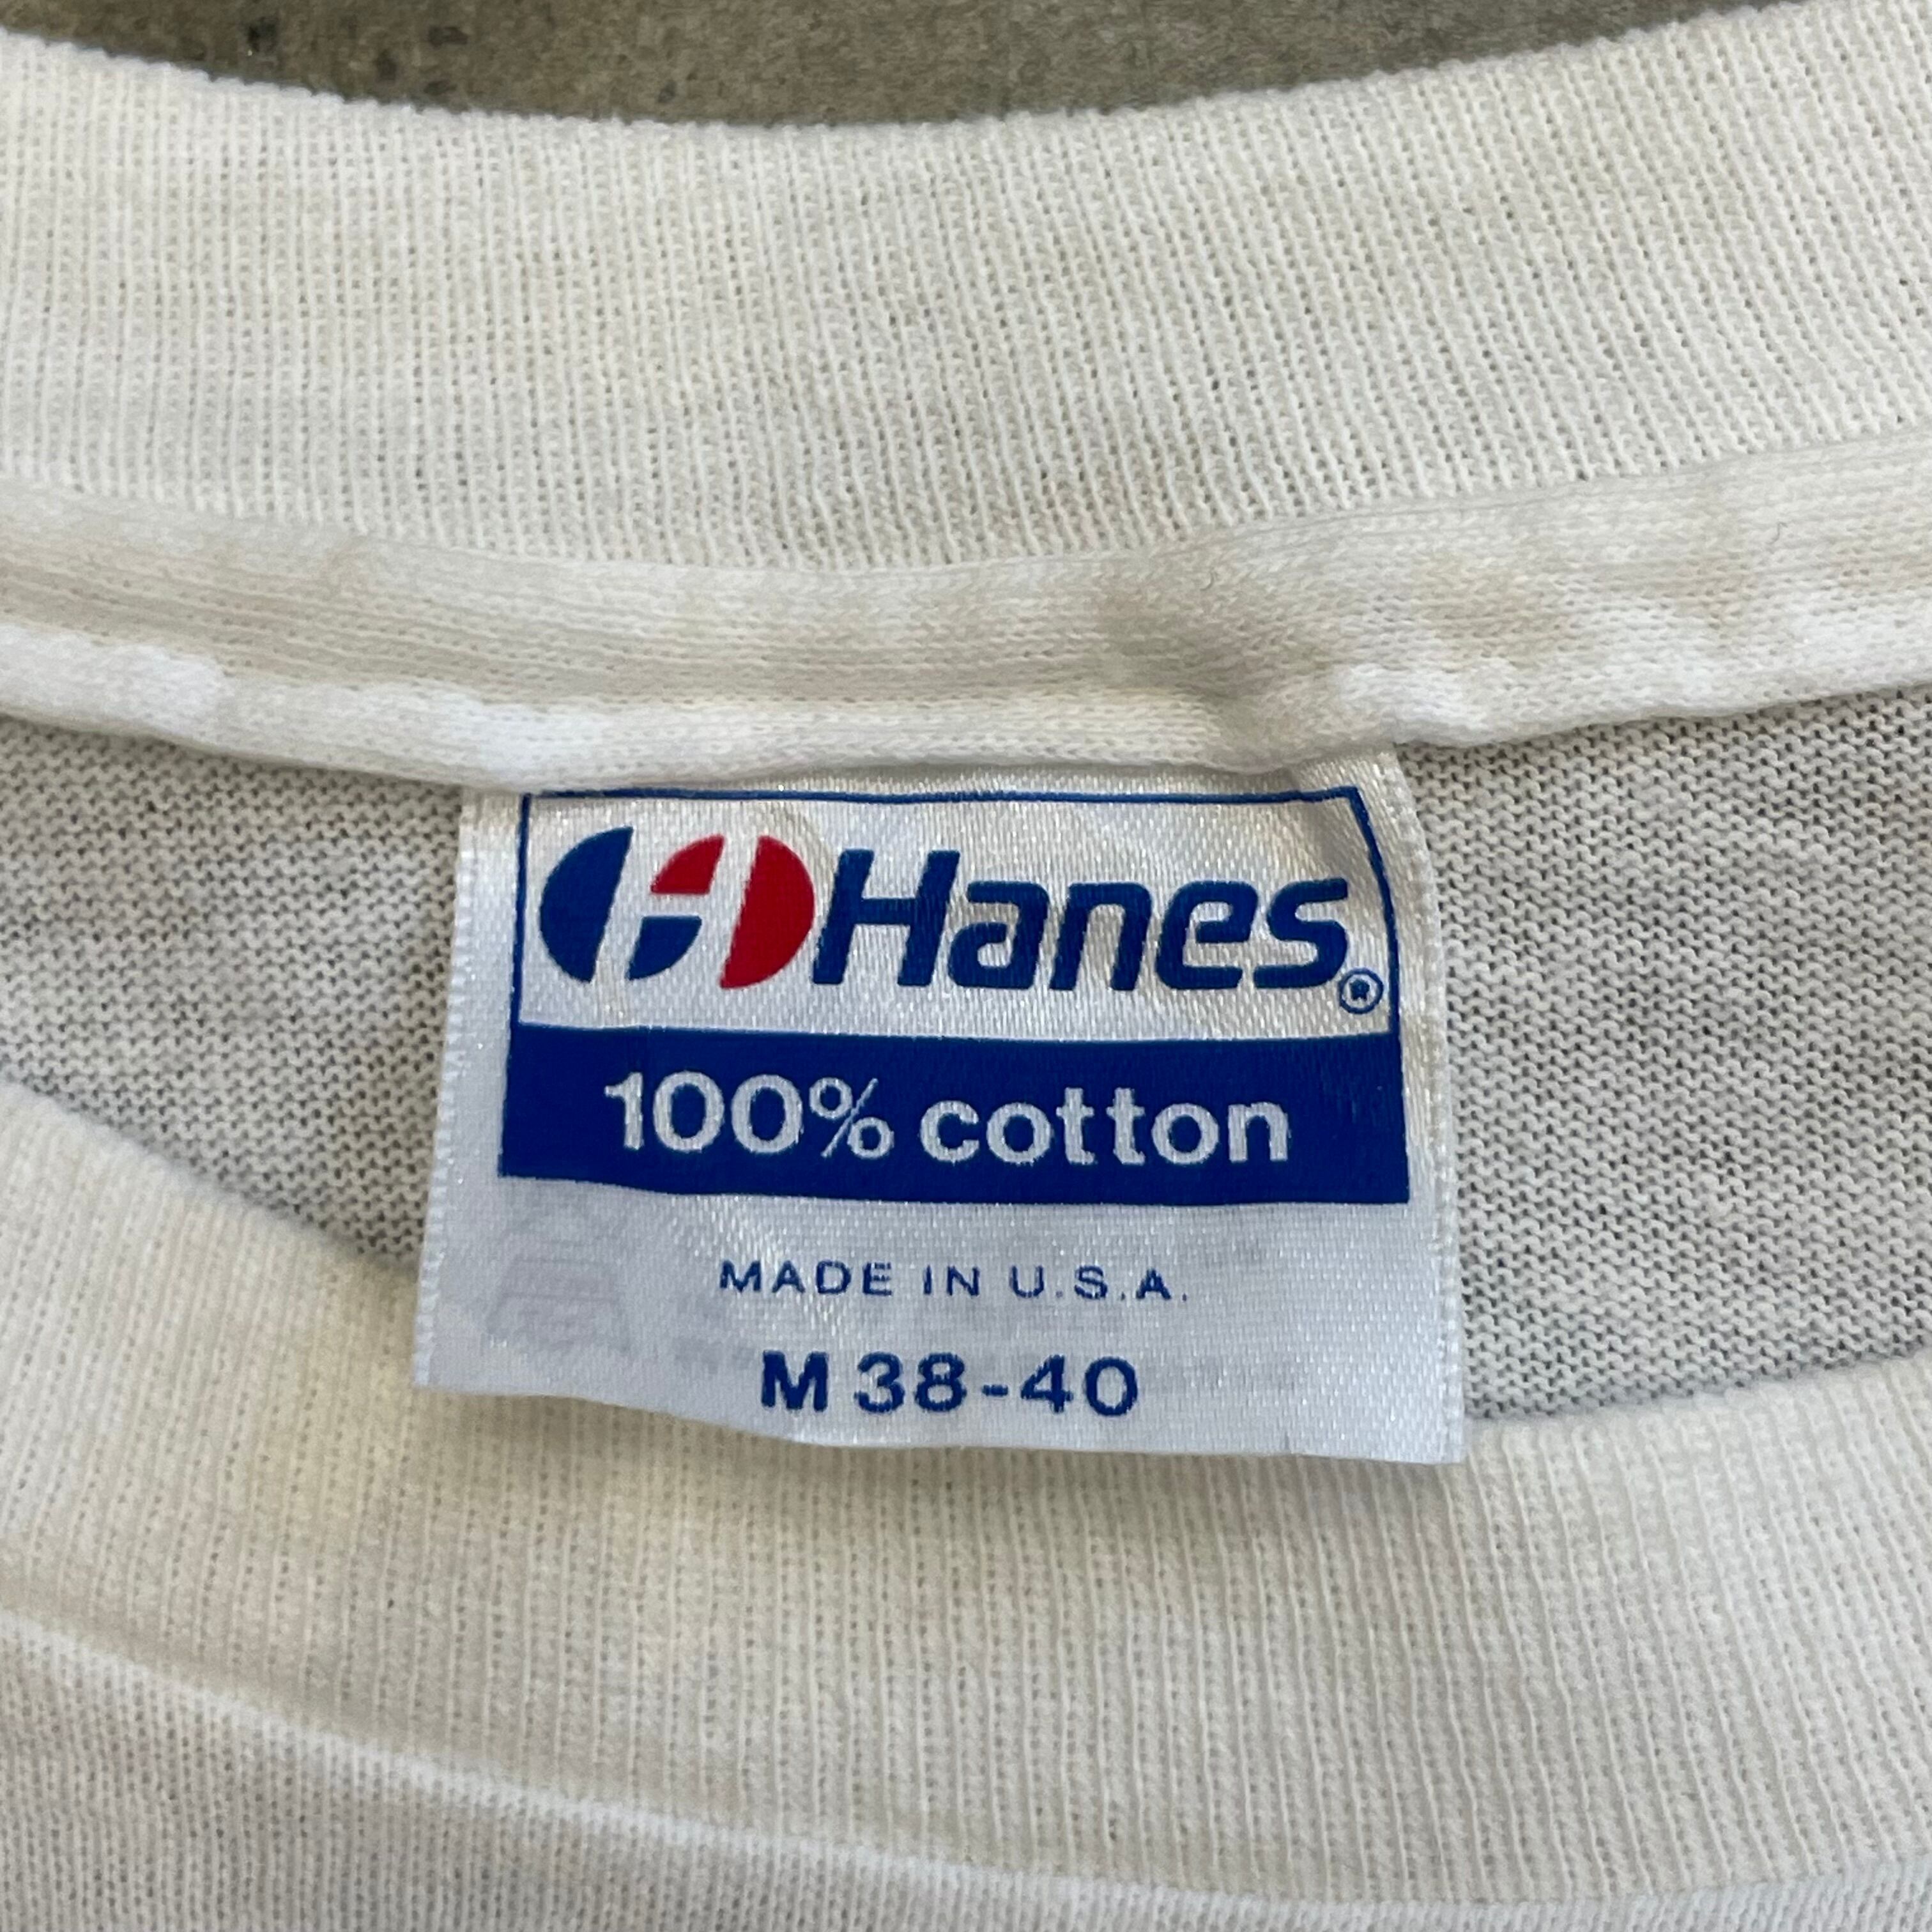 Hanes®
100% cotton
MADE IN U.S.A.
M 38-40